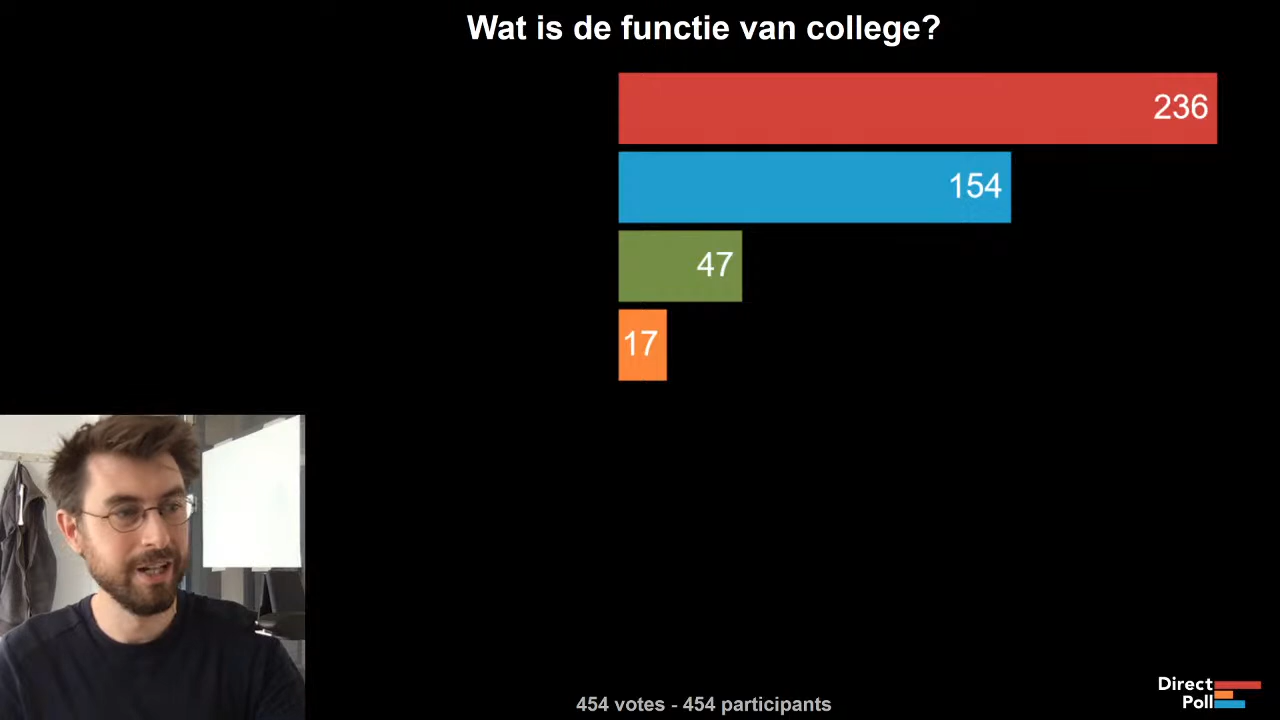 Wat is de functie van college?
236
154
47
17
454 votes - 454 participants
Direct
Poll